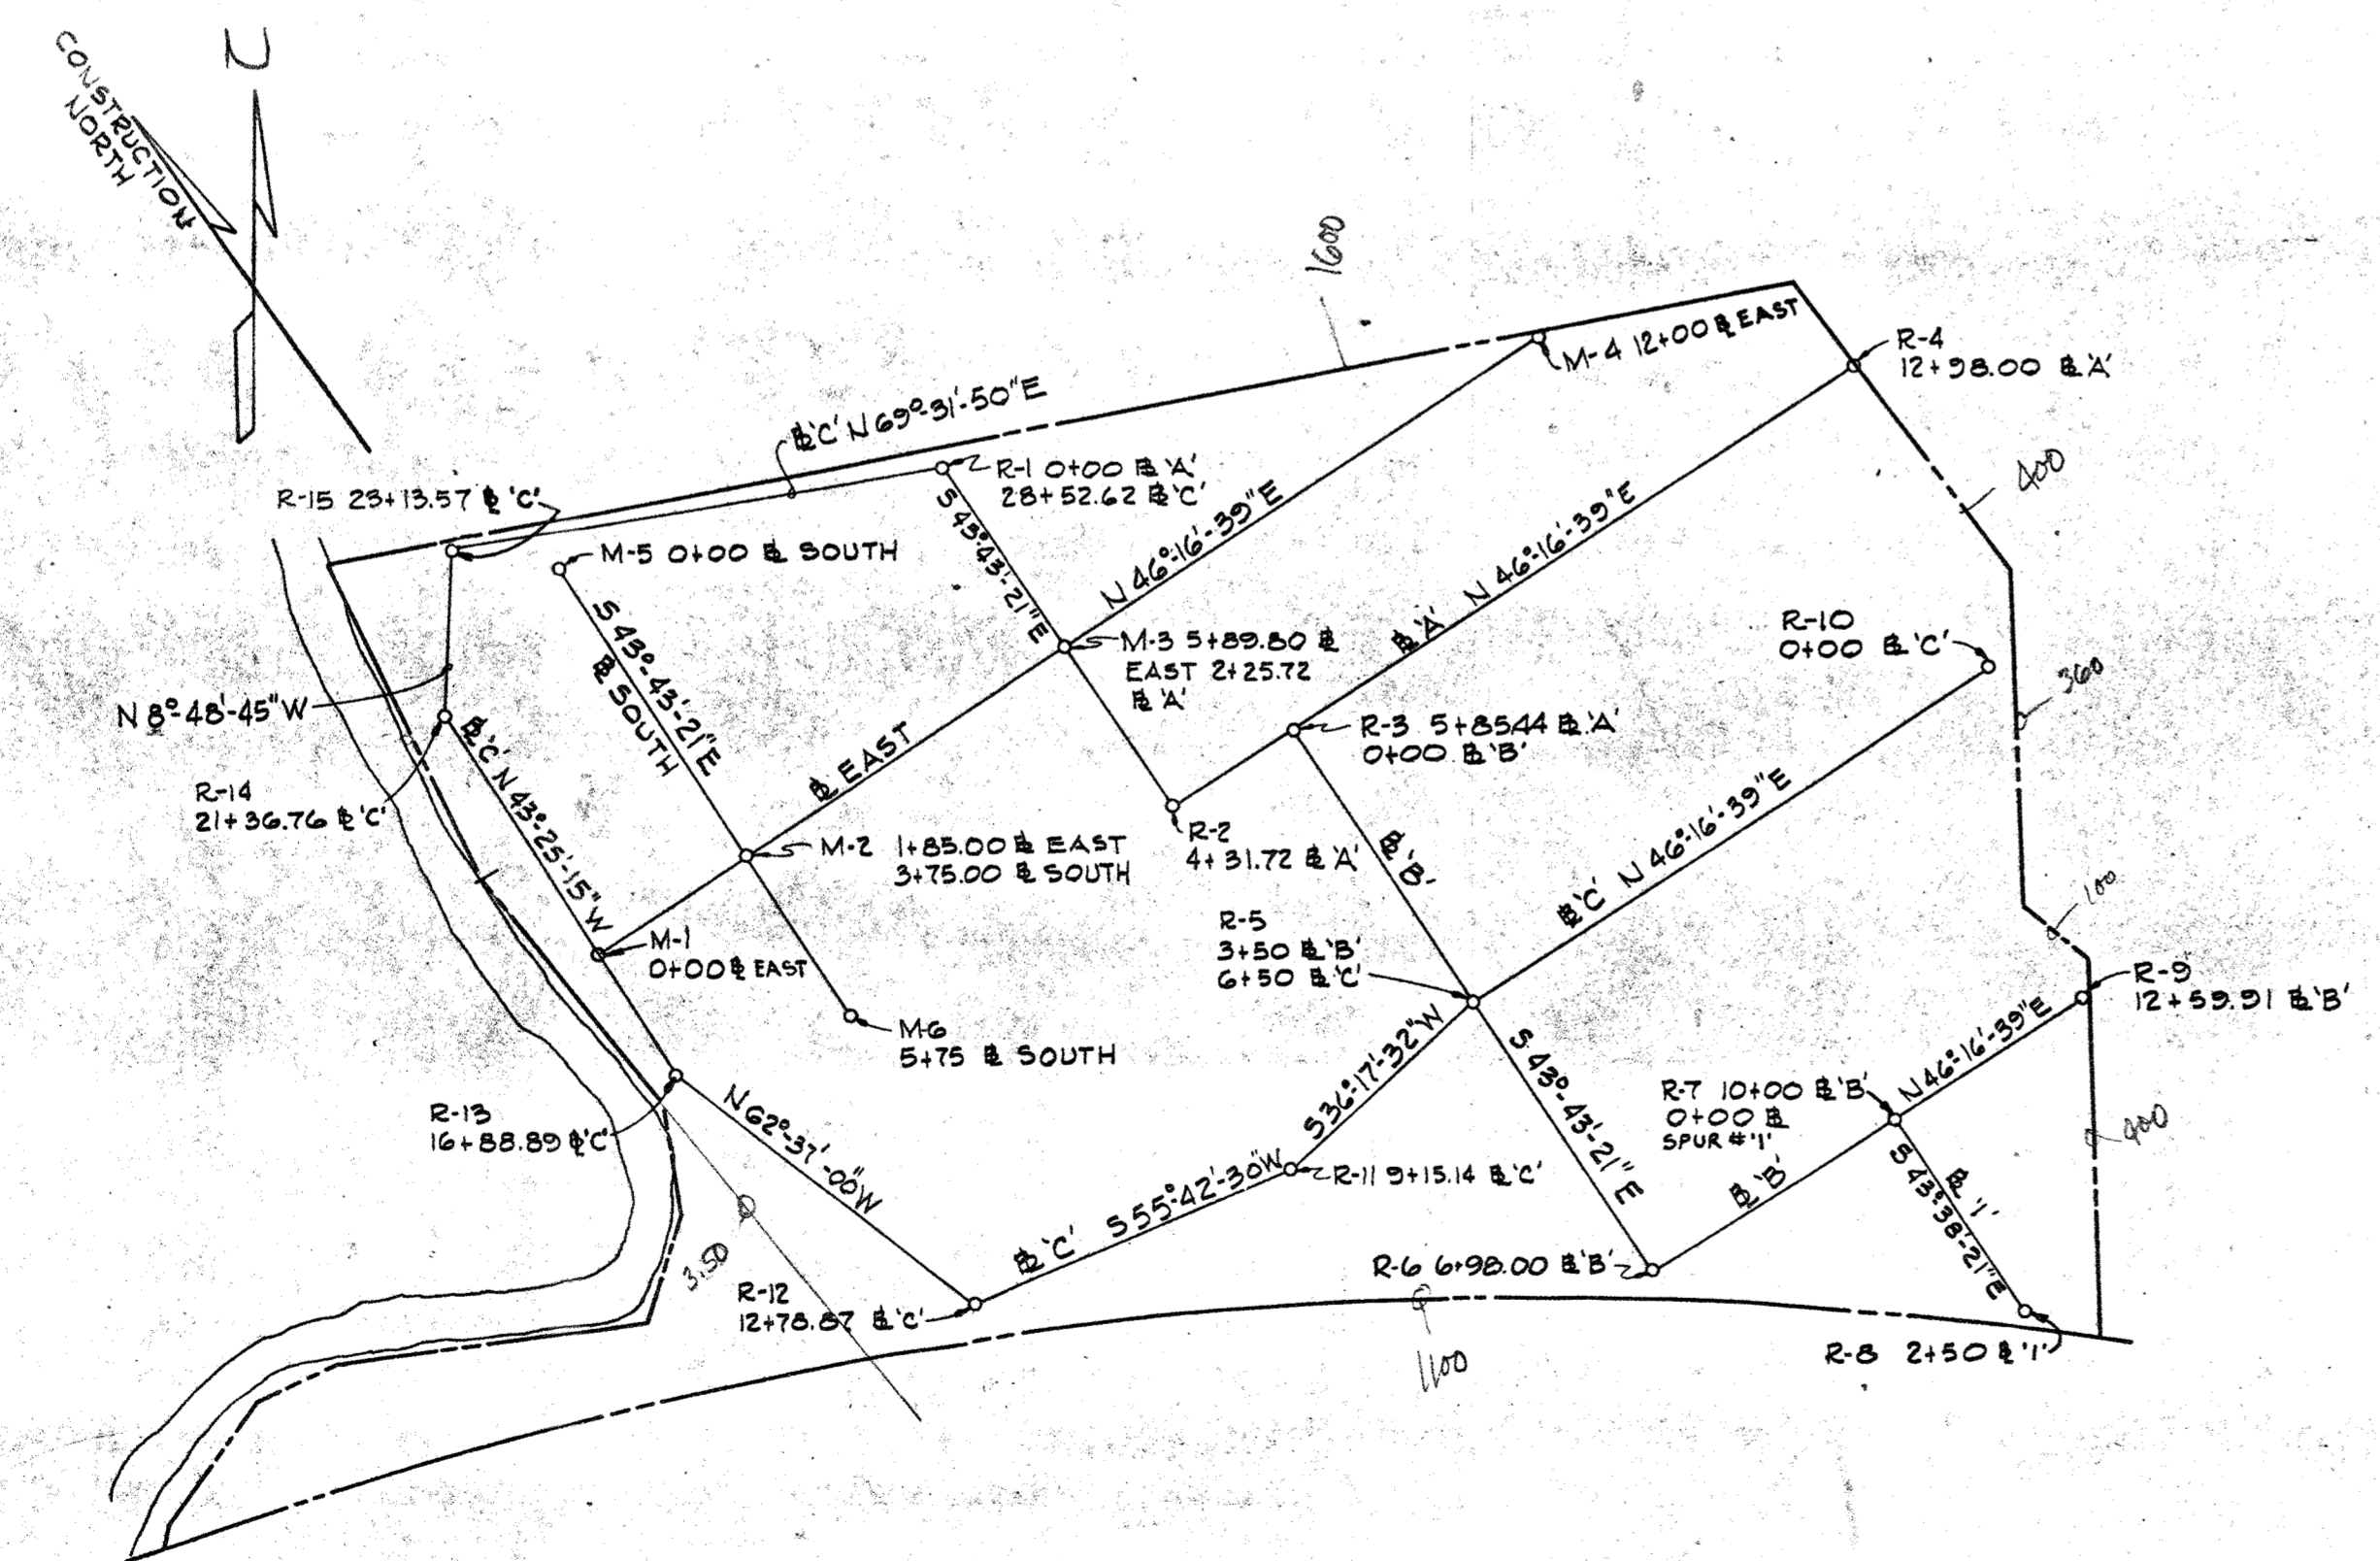 N
CONSTRUCTION
NORTH
1600
℄ 'C' N 69°-31'-50" E
M-4 12+00 ℄ EAST
R-4
12+98.00 ℄ 'A'
400
R-15 23+13.57 ℄ 'C'
R-1 0+00 ℄ 'A'
28+52.62 ℄ 'C'
M-5 0+00 ℄ SOUTH
S 43°-43'-21" E
N 46°-16'-39" E
℄ 'A' N 46°-16'-39" E
R-10
0+00 ℄ 'C'
360
S 43°-43'-21" E
℄ SOUTH
M-3 5+89.80 ℄
EAST 2+25.72
℄ 'A'
N 8°-48'-45" W
R-3 5+85.44 ℄ 'A'
0+00 ℄ 'B'
℄ EAST
R-14
21+36.76 ℄ 'C'
℄ 'C' N 43°-25'-15" W
M-2 1+85.00 ℄ EAST
3+75.00 ℄ SOUTH
R-2
4+31.72 ℄ 'A'
℄ 'B'
℄ 'C' N 46°-16'-39" E
100
M-1
0+00 ℄ EAST
R-5
3+50 ℄ 'B'
6+50 ℄ 'C'
R-9
12+59.91 ℄ 'B'
M-6
5+75 ℄ SOUTH
S 36°-17'-32" W
S 43°-43'-21" E
R-7 10+00 ℄ 'B'
0+00 ℄
SPUR # '1'
N 46°-16'-39" E
R-13
16+88.89 ℄ 'C'
N 62°-37'-00" W
℄ 'C' S 55°-42'-30" W
R-11 9+15.14 ℄ 'C'
℄ 'B'
℄ '1'
S 43°-38'-21" E
400
3.50
R-12
12+78.87 ℄ 'C'
R-6 6+98.00 ℄ 'B'
1100
R-8 2+50 ℄ '1'